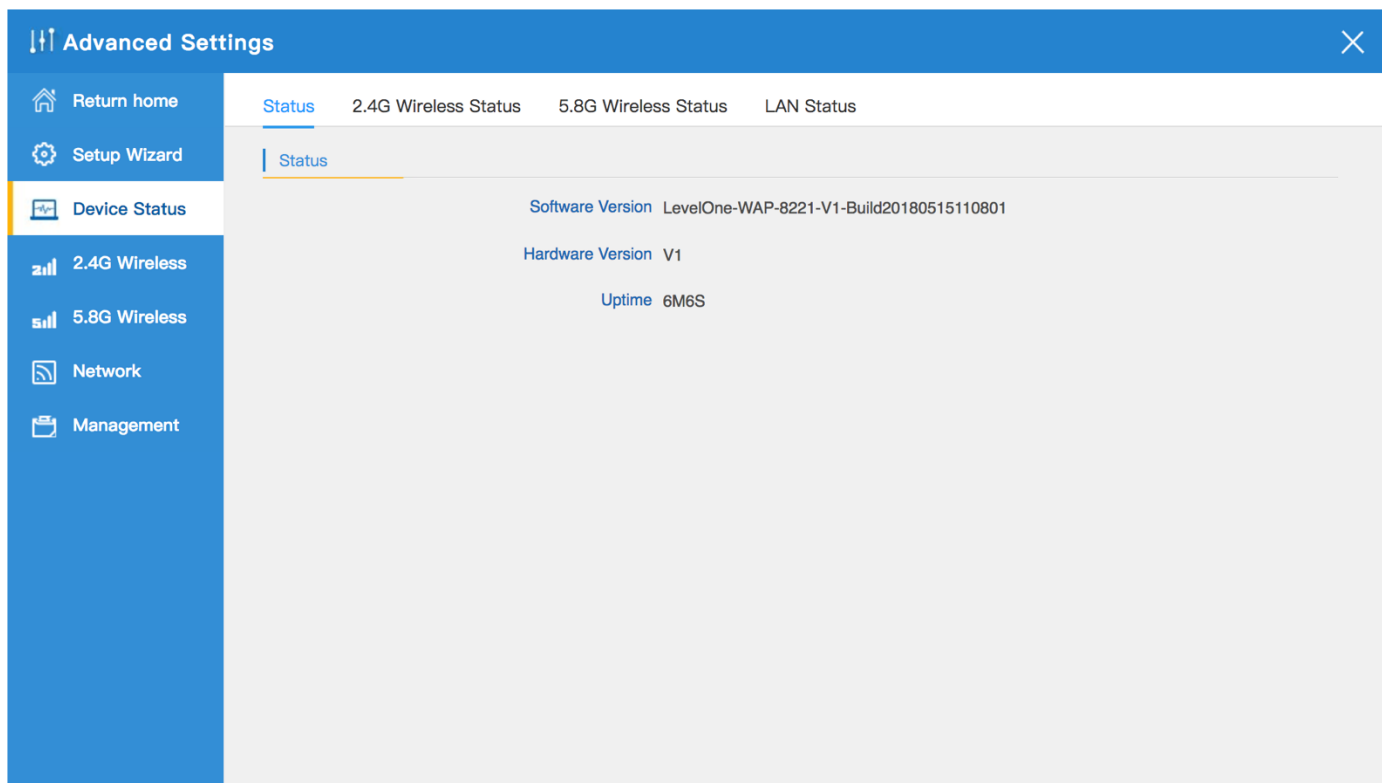 Advanced Settings
Return home
Setup Wizard
Device Status
2.4G Wireless
5.8G Wireless
Network
Management
Status 2.4G Wireless Status 5.8G Wireless Status LAN Status
Status
Software Version LevelOne-WAP-8221-V1-Build20180515110801
Hardware Version V1
Uptime 6M6S